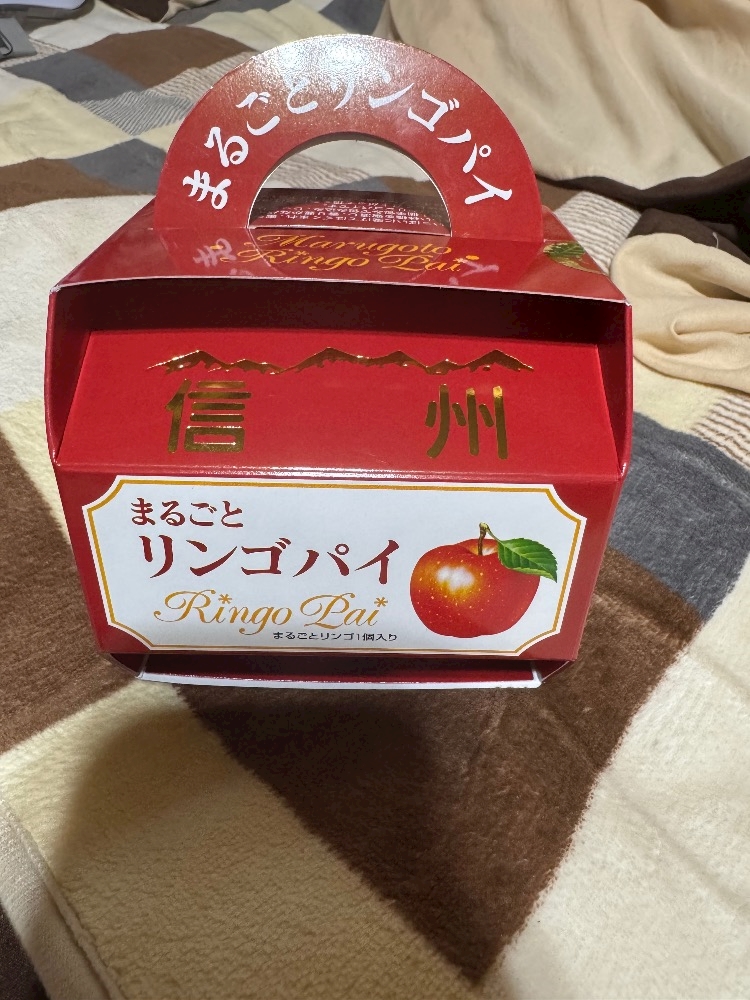 まるごとリンゴパイ
Marugoto
Ringo Pai
信州
まるごと
リンゴパイ
Ringo Pai
まるごとリンゴ1個入り